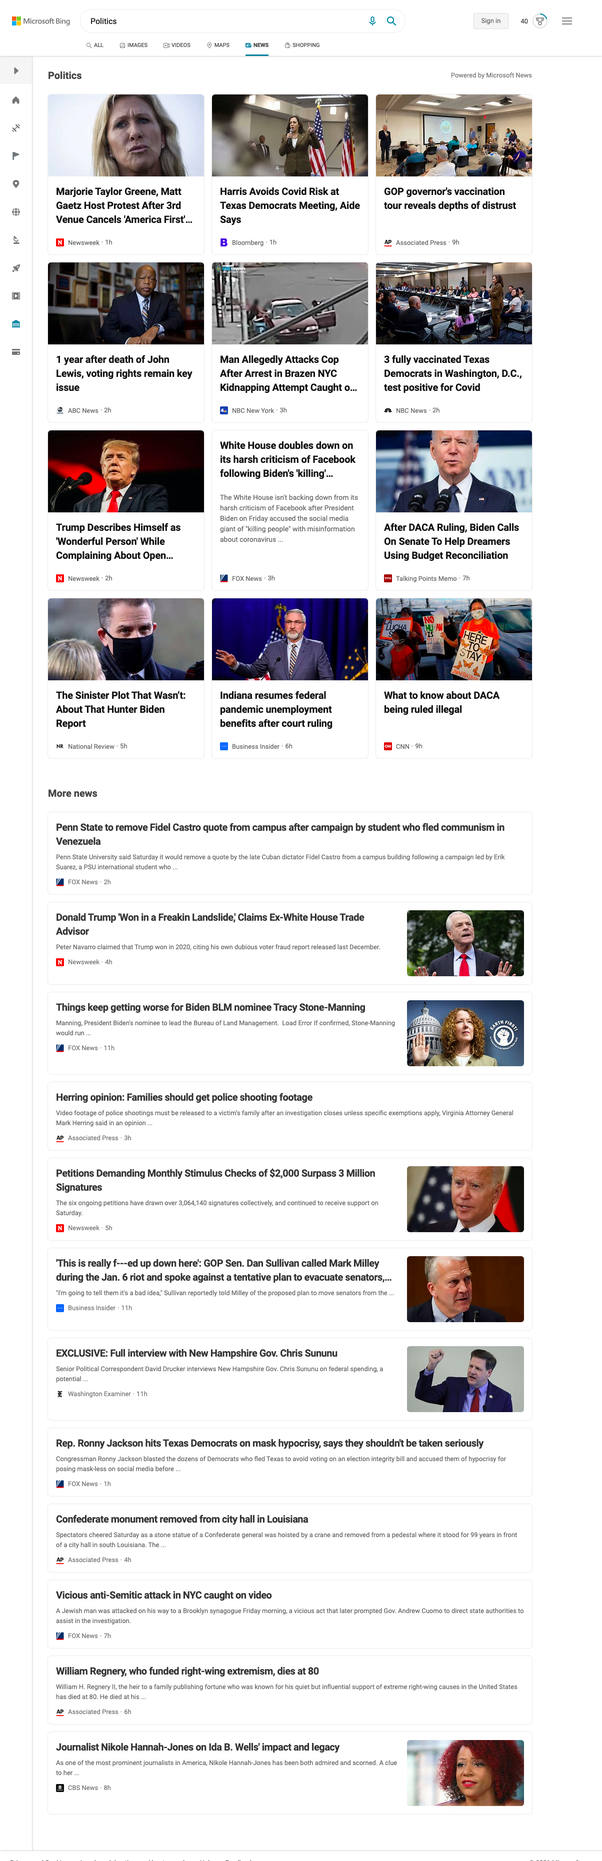 Microsoft Bing
Politics
Sign in
40
ALL
IMAGES
VIDEOS
MAPS
NEWS
SHOPPING
Politics
Powered by Microsoft News
Marjorie Taylor Greene, Matt
Gaetz Host Protest After 3rd
Venue Cancels 'America First'...
Newsweek · 1h
Harris Avoids Covid Risk at
Texas Democrats Meeting, Aide
Says
Bloomberg · 1h
GOP governor's vaccination
tour reveals depths of distrust
AP Associated Press · 9h
1 year after death of John
Lewis, voting rights remain key
issue
ABC News · 2h
Man Allegedly Attacks Cop
After Arrest in Brazen NYC
Kidnapping Attempt Caught o...
NBC New York · 3h
3 fully vaccinated Texas
Democrats in Washington, D.C.,
test positive for Covid
NBC News · 2h
Trump Describes Himself as
'Wonderful Person' While
Complaining About Open...
Newsweek · 2h
White House doubles down on
its harsh criticism of Facebook
following Biden's 'killing'...
The White House isn't backing down from its
harsh criticism of Facebook after President
Biden on Friday accused the social media
giant of "killing people" with misinformation
about coronavirus ...
FOX News · 3h
After DACA Ruling, Biden Calls
On Senate To Help Dreamers
Using Budget Reconciliation
Talking Points Memo · 7h
HERE
TO
STAY!
The Sinister Plot That Wasn't:
About That Hunter Biden
Report
NR National Review · 5h
Indiana resumes federal
pandemic unemployment
benefits after court ruling
Business Insider · 6h
What to know about DACA
being ruled illegal
CNN · 9h
More news
Penn State to remove Fidel Castro quote from campus after campaign by student who fled communism in
Venezuela
Penn State University said Saturday it would remove a quote by the late Cuban dictator Fidel Castro from a campus building following a campaign led by Erik
Suarez, a PSU international student who ...
FOX News · 2h
Donald Trump 'Won in a Freakin Landslide,' Claims Ex-White House Trade
Advisor
Peter Navarro claimed that Trump won in 2020, citing his own dubious voter fraud report released last December.
Newsweek · 4h
Things keep getting worse for Biden BLM nominee Tracy Stone-Manning
Manning, President Biden's nominee to lead the Bureau of Land Management. Load Error If confirmed, Stone-Manning
would run ...
FOX News · 11h
EARTH FIRST!
Herring opinion: Families should get police shooting footage
Video footage of police shootings must be released to a victim's family after an investigation closes unless specific exemptions apply, Virginia Attorney General
Mark Herring said in an opinion ...
AP Associated Press · 3h
Petitions Demanding Monthly Stimulus Checks of $2,000 Surpass 3 Million
Signatures
The six ongoing petitions have drawn over 3,064,140 signatures collectively, and continued to receive support on
Saturday.
Newsweek · 5h
'This is really f---ed up down here': GOP Sen. Dan Sullivan called Mark Milley
during the Jan. 6 riot and spoke against a tentative plan to evacuate senators,...
"I'm going to tell them it's a bad idea," Sullivan reportedly told Milley of the proposed plan to move senators from the ...
Business Insider · 11h
EXCLUSIVE: Full interview with New Hampshire Gov. Chris Sununu
Senior Political Correspondent David Drucker interviews New Hampshire Gov. Chris Sununu on federal spending, a
potential ...
Washington Examiner · 11h
Rep. Ronny Jackson hits Texas Democrats on mask hypocrisy, says they shouldn't be taken seriously
Congressman Ronny Jackson blasted the dozens of Democrats who fled Texas to avoid voting on an election integrity bill and accused them of hypocrisy for
posing mask-less on social media before ...
FOX News · 1h
Confederate monument removed from city hall in Louisiana
Spectators cheered Saturday as a stone statue of a Confederate general was hoisted by a crane and removed from a pedestal where it stood for 99 years in front
of a city hall in south Louisiana. The ...
AP Associated Press · 4h
Vicious anti-Semitic attack in NYC caught on video
A Jewish man was attacked on his way to a Brooklyn synagogue Friday morning, a vicious act that later prompted Gov. Andrew Cuomo to direct state authorities to
assist in the investigation.
FOX News · 7h
William Regnery, who funded right-wing extremism, dies at 80
William H. Regnery II, the heir to a family publishing fortune who was known for his quiet but influential support of extreme right-wing causes in the United States
has died at 80. He died at his ...
AP Associated Press · 6h
Journalist Nikole Hannah-Jones on Ida B. Wells' impact and legacy
As one of the most prominent journalists in America, Nikole Hannah-Jones has been both admired and scorned. A clue
to her ...
CBS News · 8h